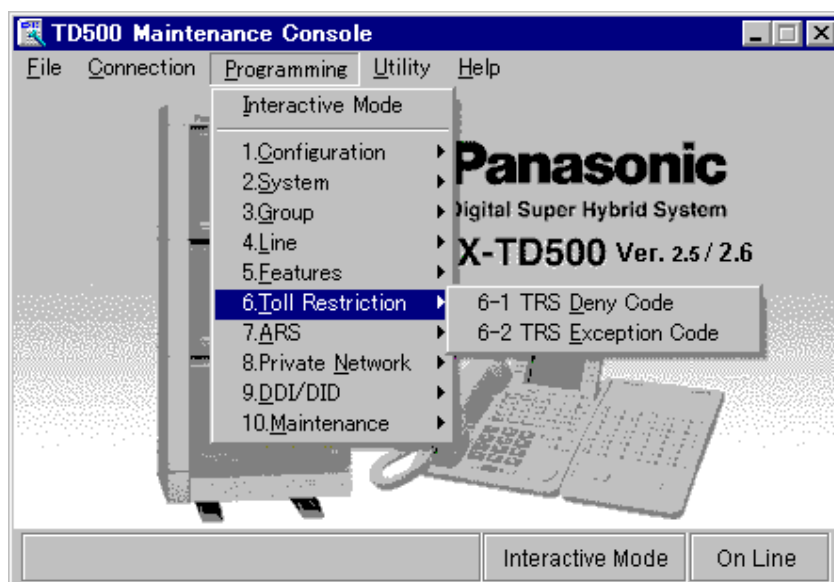 TD500 Maintenance Console
File Connection Programming Utility Help
Interactive Mode
1.Configuration
2.System
3.Group
4.Line
5.Features
6.Toll Restriction
7.ARS
8.Private Network
9.DDI/DID
10.Maintenance
6-1 TRS Deny Code
6-2 TRS Exception Code
Panasonic
Digital Super Hybrid System
X-TD500 Ver. 2.5 / 2.6
Interactive Mode
On Line